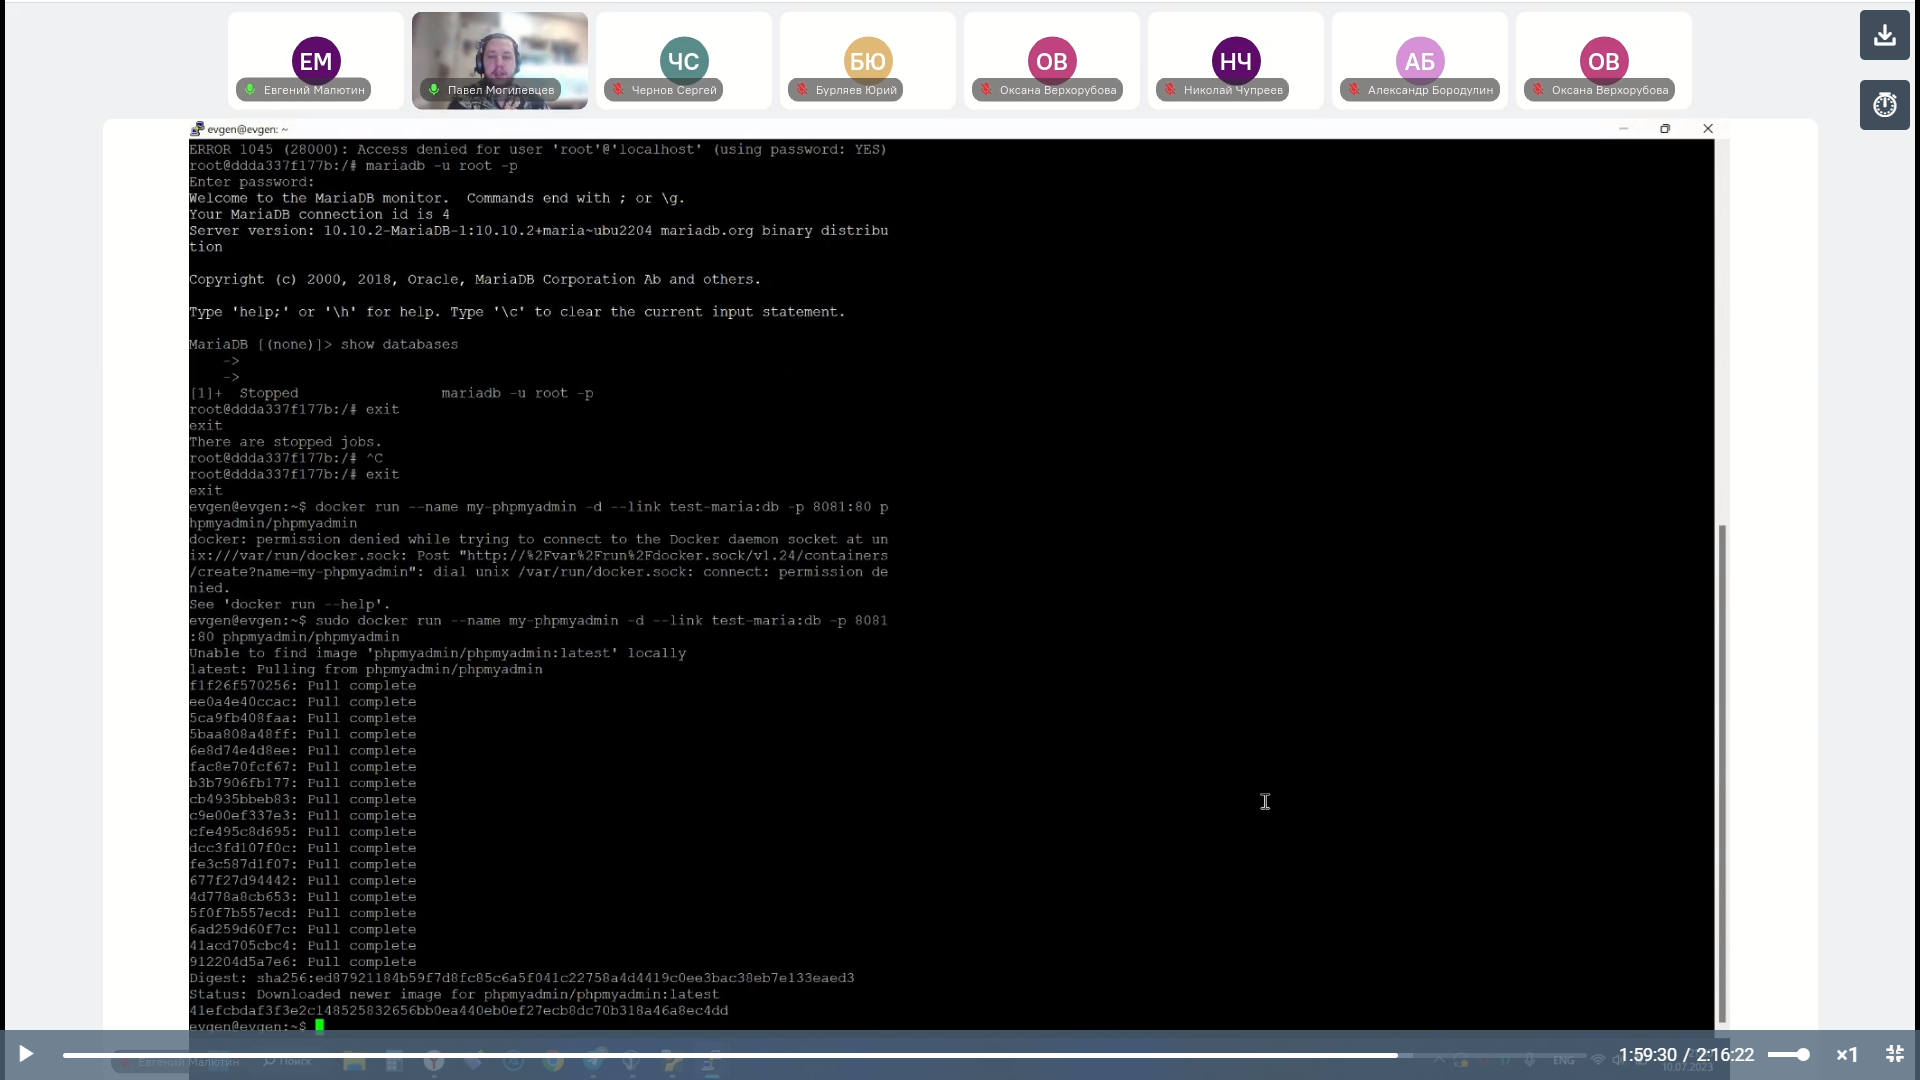 ЕМ
Евгений Малютин
Павел Могилевцев
ЧС
Чернов Сергей
БЮ
Бурляев Юрий
ОВ
Оксана Верхорубова
НЧ
Николай Чупреев
АБ
Александр Бородулин
ОВ
Оксана Верхорубова
evgen@evgen: ~
ERROR 1045 (28000): Access denied for user 'root'@'localhost' (using password: YES)
root@ddda337f177b:/# mariadb -u root -p
Enter password:
Welcome to the MariaDB monitor.  Commands end with ; or \g.
Your MariaDB connection id is 4
Server version: 10.10.2-MariaDB-1:10.10.2+maria~ubu2204 mariadb.org binary distribu
tion
Copyright (c) 2000, 2018, Oracle, MariaDB Corporation Ab and others.
Type 'help;' or '\h' for help. Type '\c' to clear the current input statement.
MariaDB [(none)]> show databases
->
->
[1]+  Stopped                 mariadb -u root -p
root@ddda337f177b:/# exit
exit
There are stopped jobs.
root@ddda337f177b:/# ^C
root@ddda337f177b:/# exit
exit
evgen@evgen:~$ docker run --name my-phpmyadmin -d --link test-maria:db -p 8081:80 p
hpmyadmin/phpmyadmin
docker: permission denied while trying to connect to the Docker daemon socket at un
ix:///var/run/docker.sock: Post "http://%2Fvar%2Frun%2Fdocker.sock/v1.24/containers
/create?name=my-phpmyadmin": dial unix /var/run/docker.sock: connect: permission de
nied.
See 'docker run --help'.
evgen@evgen:~$ sudo docker run --name my-phpmyadmin -d --link test-maria:db -p 8081
:80 phpmyadmin/phpmyadmin
Unable to find image 'phpmyadmin/phpmyadmin:latest' locally
latest: Pulling from phpmyadmin/phpmyadmin
f1f26f570256: Pull complete
ee0a4e40ccac: Pull complete
5ca9fb408faa: Pull complete
5baa808a48ff: Pull complete
6e8d74e4d8ee: Pull complete
fac8e70fcf67: Pull complete
b3b7906fb177: Pull complete
cb4935bbeb83: Pull complete
c9e00ef337e3: Pull complete
cfe495c8d695: Pull complete
dcc3fd107f0c: Pull complete
fe3c587d1f07: Pull complete
677f27d94442: Pull complete
4d778a8cb653: Pull complete
5f0f7b557ecd: Pull complete
6ad259d60f7c: Pull complete
41acd705cbc4: Pull complete
912204d5a7e6: Pull complete
Digest: sha256:ed87921184b59f7d8fc85c6a5f041c22758a4d4419c0ee3bac38eb7e133eaed3
Status: Downloaded newer image for phpmyadmin/phpmyadmin:latest
41efcbdaf3f3e2c148525832656bb0ea440eb0ef27ecb8dc70b318a46a8ec4dd
evgen@evgen:~$
Евгений Малютин
Поиск
ENG
10.07.2023
1:59:30 / 2:16:22
×1